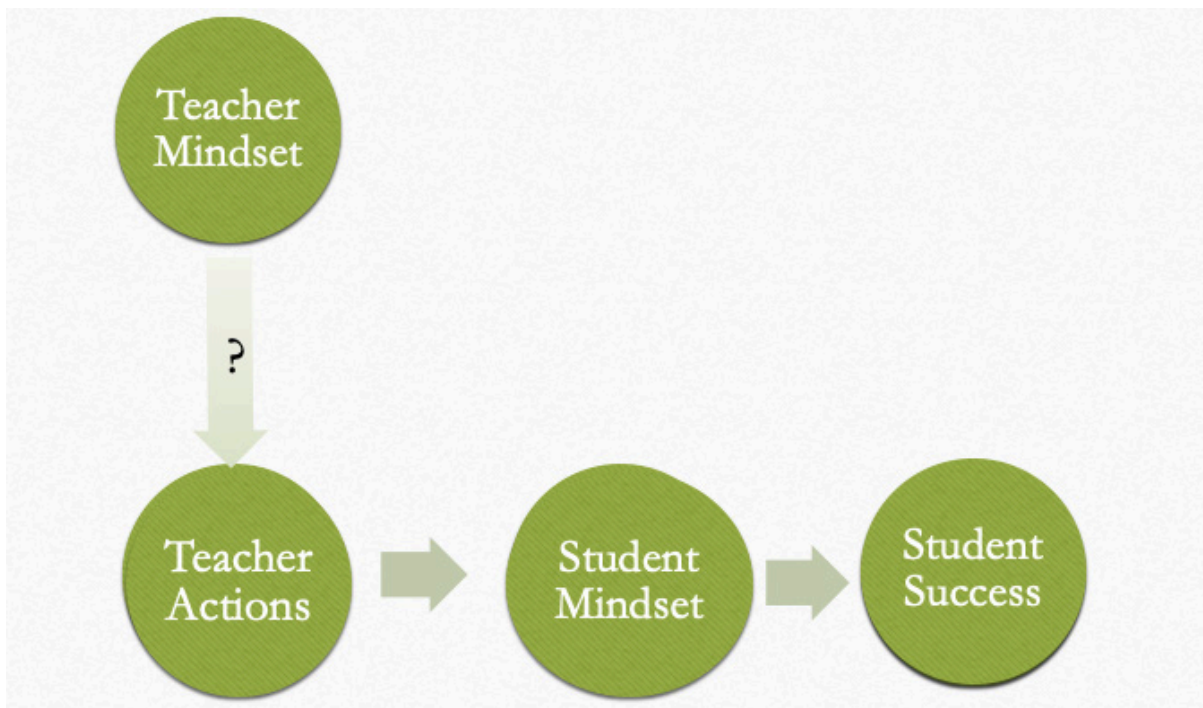 Teacher
Mindset
?
Teacher
Actions
Student
Mindset
Student
Success